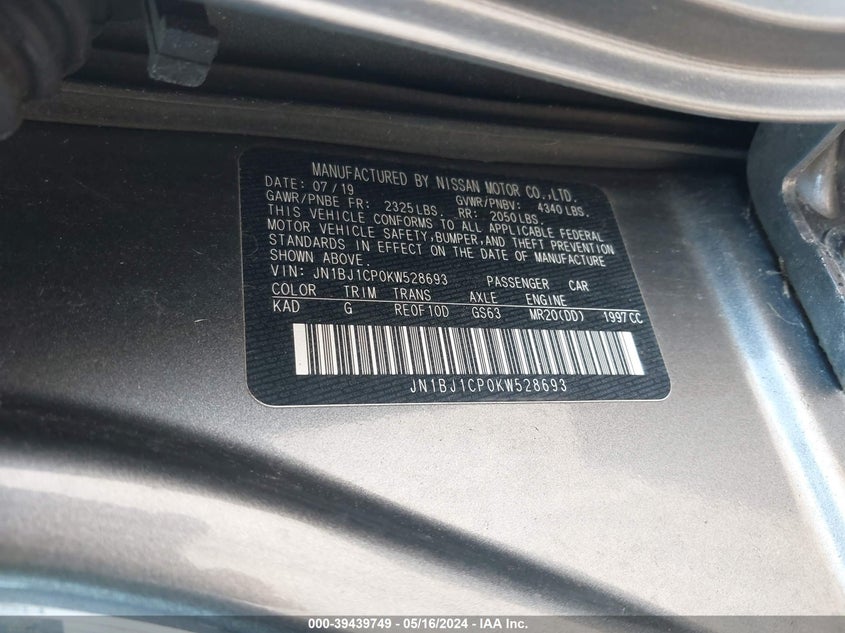 MANUFACTURED BY NISSAN MOTOR CO.,LTD.
DATE: 07/19 GVWR/PNBV: 4340LBS.
GAWR/PNBE FR: 2325LBS. RR: 2050LBS.
THIS VEHICLE CONFORMS TO ALL APPLICABLE FEDERAL
MOTOR VEHICLE SAFETY,BUMPER,AND THEFT PREVENTION
STANDARDS IN EFFECT ON THE DATE OF MANUFACTURE
SHOWN ABOVE.
VIN: JN1BJ1CP0KW528693 PASSENGER CAR
COLOR TRIM TRANS AXLE ENGINE
KAD G RE0F10D GS63 MR20(DD) 1997CC
JN1BJ1CP0KW528693
000-39439749 - 05/16/2024 - IAA Inc.